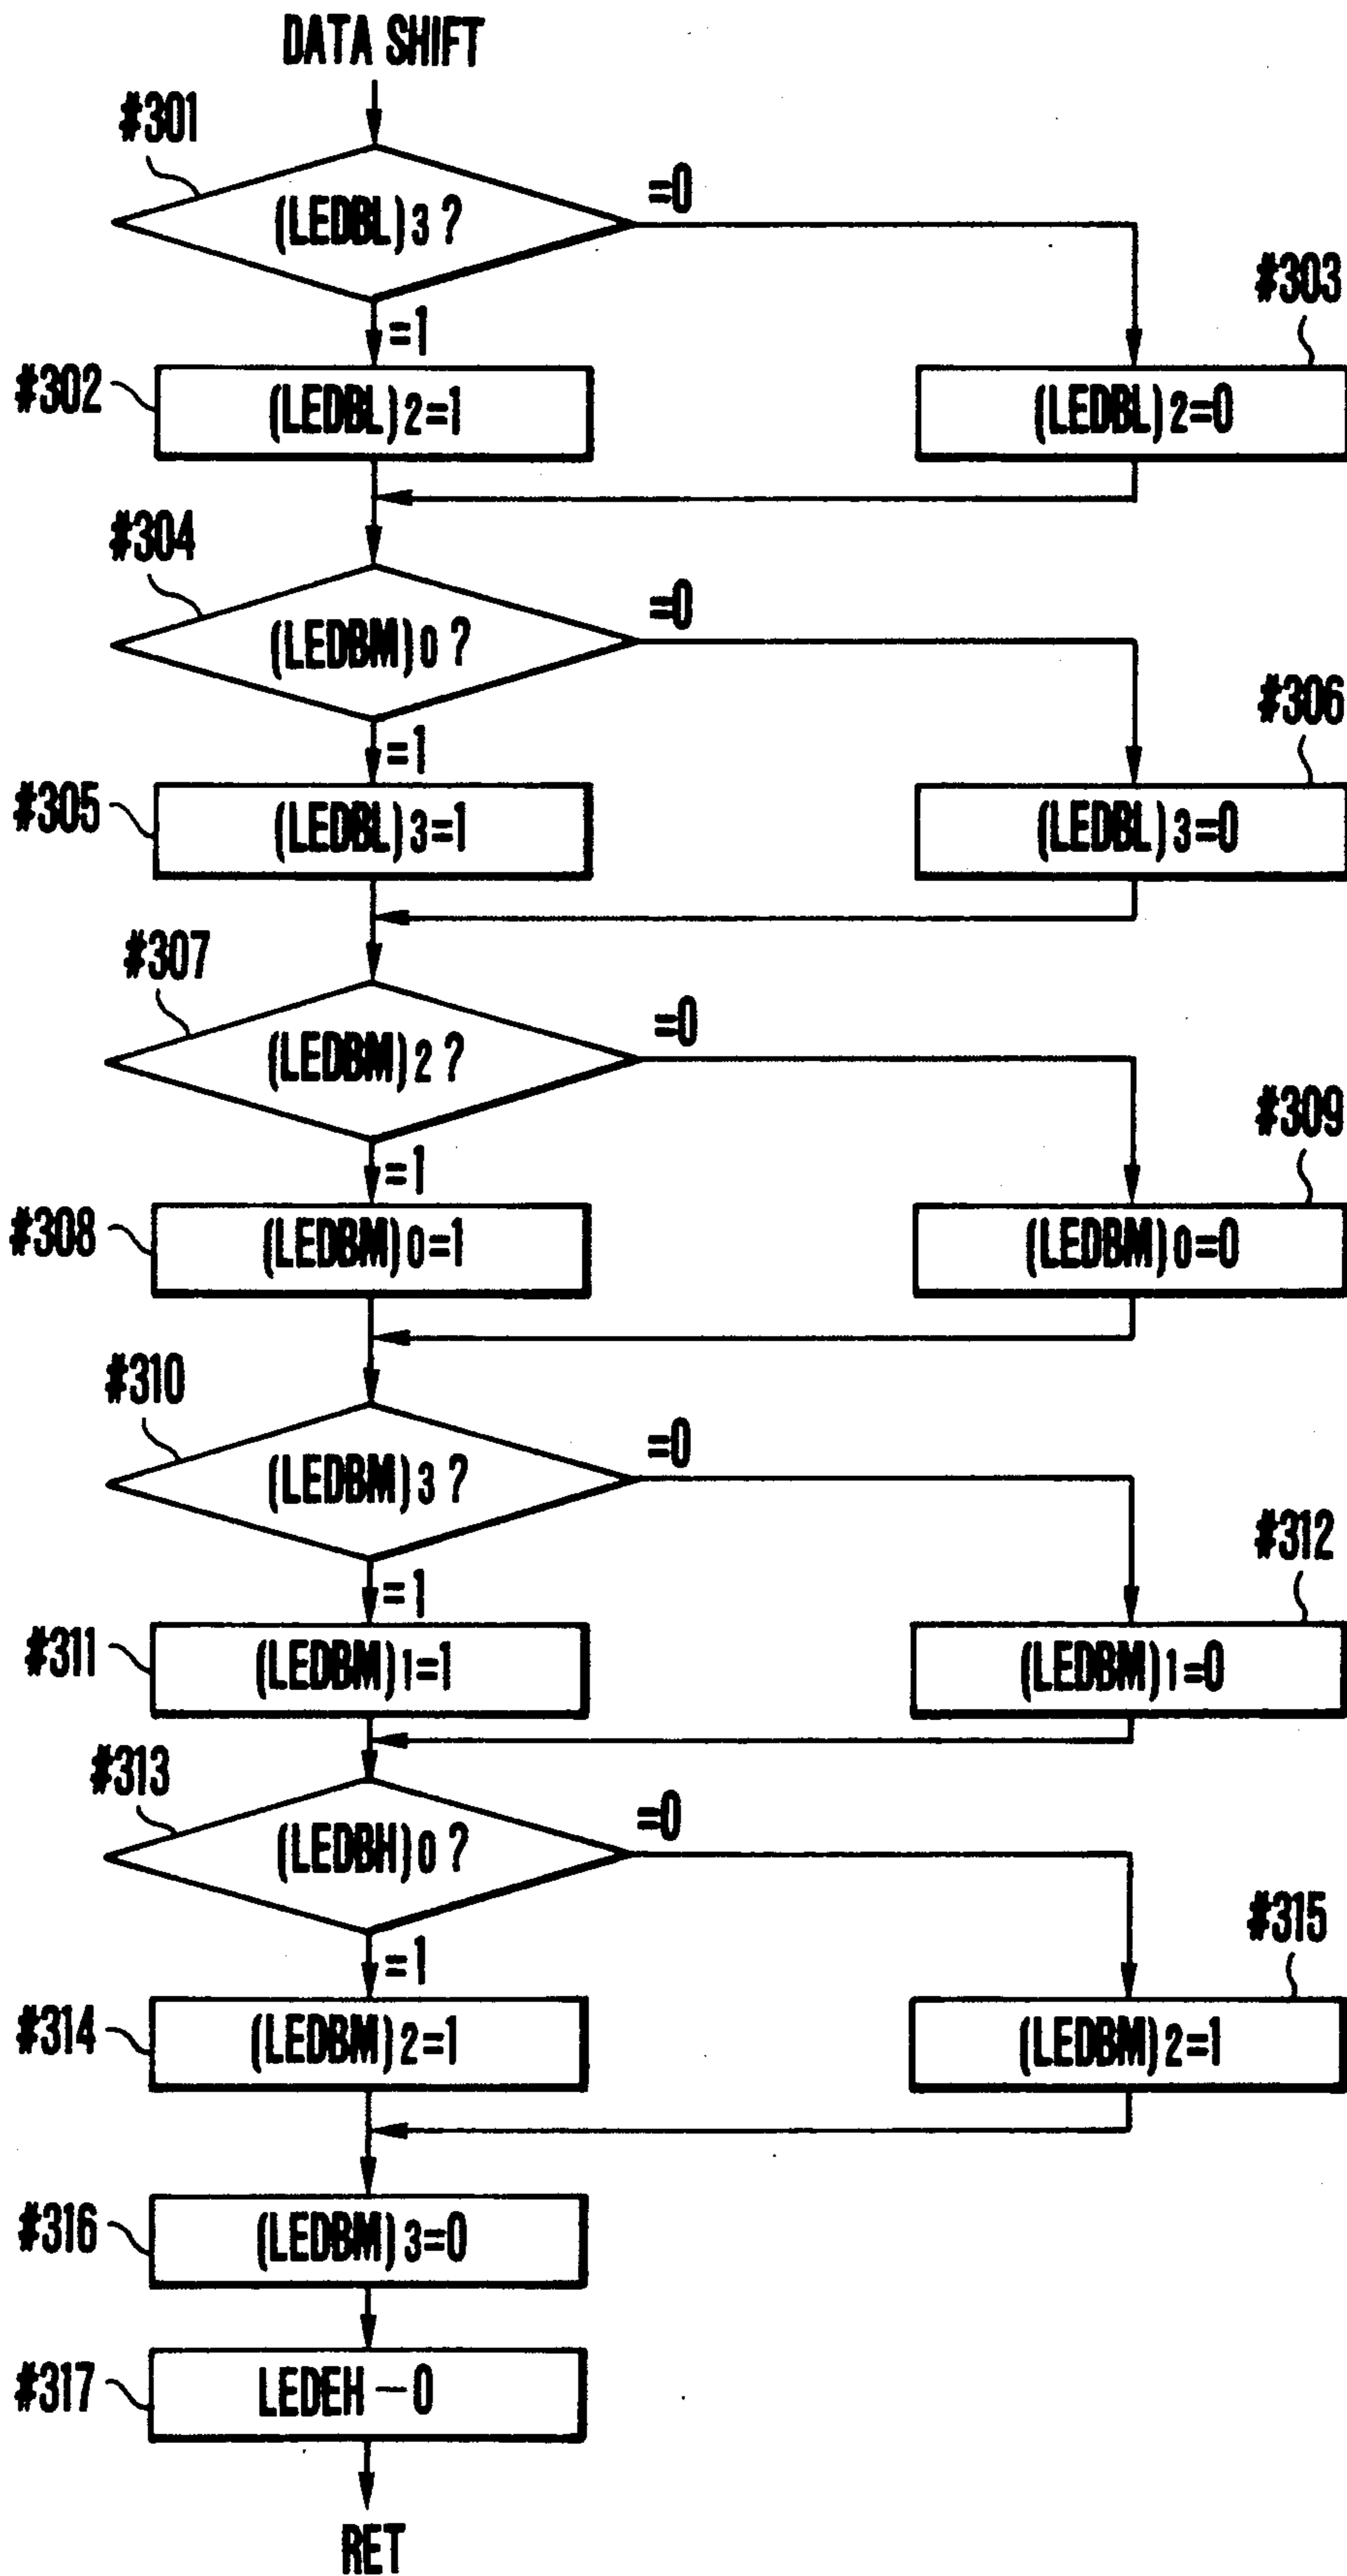 DATA SHIFT
#301
(LEDBL)3 ?
=0
=1
#303
#302
(LEDBL)2=1
(LEDBL)2=0
#304
(LEDBM)0 ?
=0
=1
#306
#305
(LEDBL)3=1
(LEDBL)3=0
#307
(LEDBM)2 ?
=0
=1
#309
#308
(LEDBM)0=1
(LEDBM)0=0
#310
(LEDBM)3 ?
=0
=1
#312
#311
(LEDBM)1=1
(LEDBM)1=0
#313
(LEDBH)0 ?
=0
=1
#315
#314
(LEDBM)2=1
(LEDBM)2=1
#316
(LEDBM)3=0
#317
LEDEH −0
RET